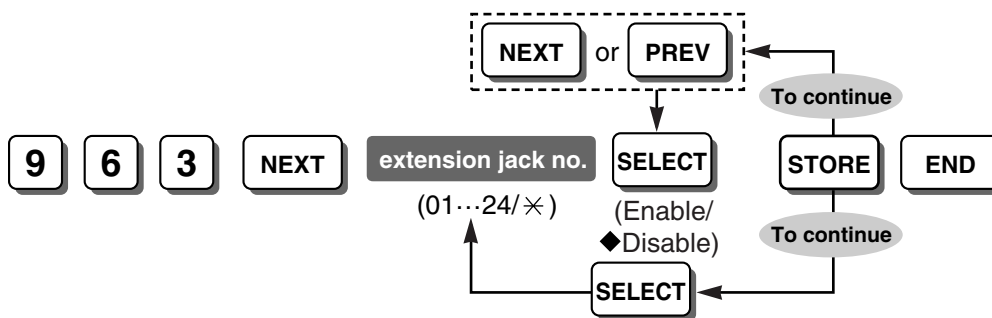 NEXT or PREV
To continue
9 6 3 NEXT extension jack no. SELECT STORE END
(01···24/✳)
(Enable/
◆Disable)
To continue
SELECT